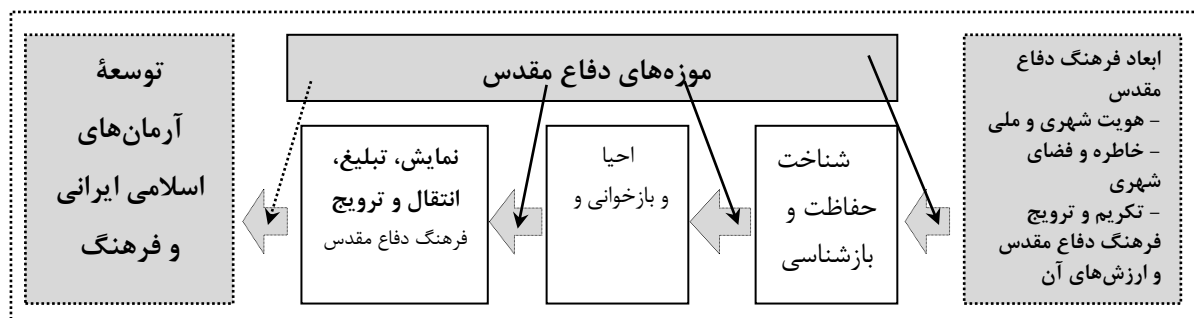 موزه‌های دفاع مقدس
ابعاد فرهنگ دفاع
مقدس
- هویت شهری و ملی
- خاطره و فضای
شهری
- تکریم و ترویج
فرهنگ دفاع مقدس
و ارزش‌های آن
شناخت
حفاظت و
بازشناسی
احیا
و بازخوانی و
نمایش، تبلیغ،
انتقال و ترویج
فرهنگ دفاع مقدس
توسعۀ
آرمان‌های
اسلامی ایرانی
و فرهنگ